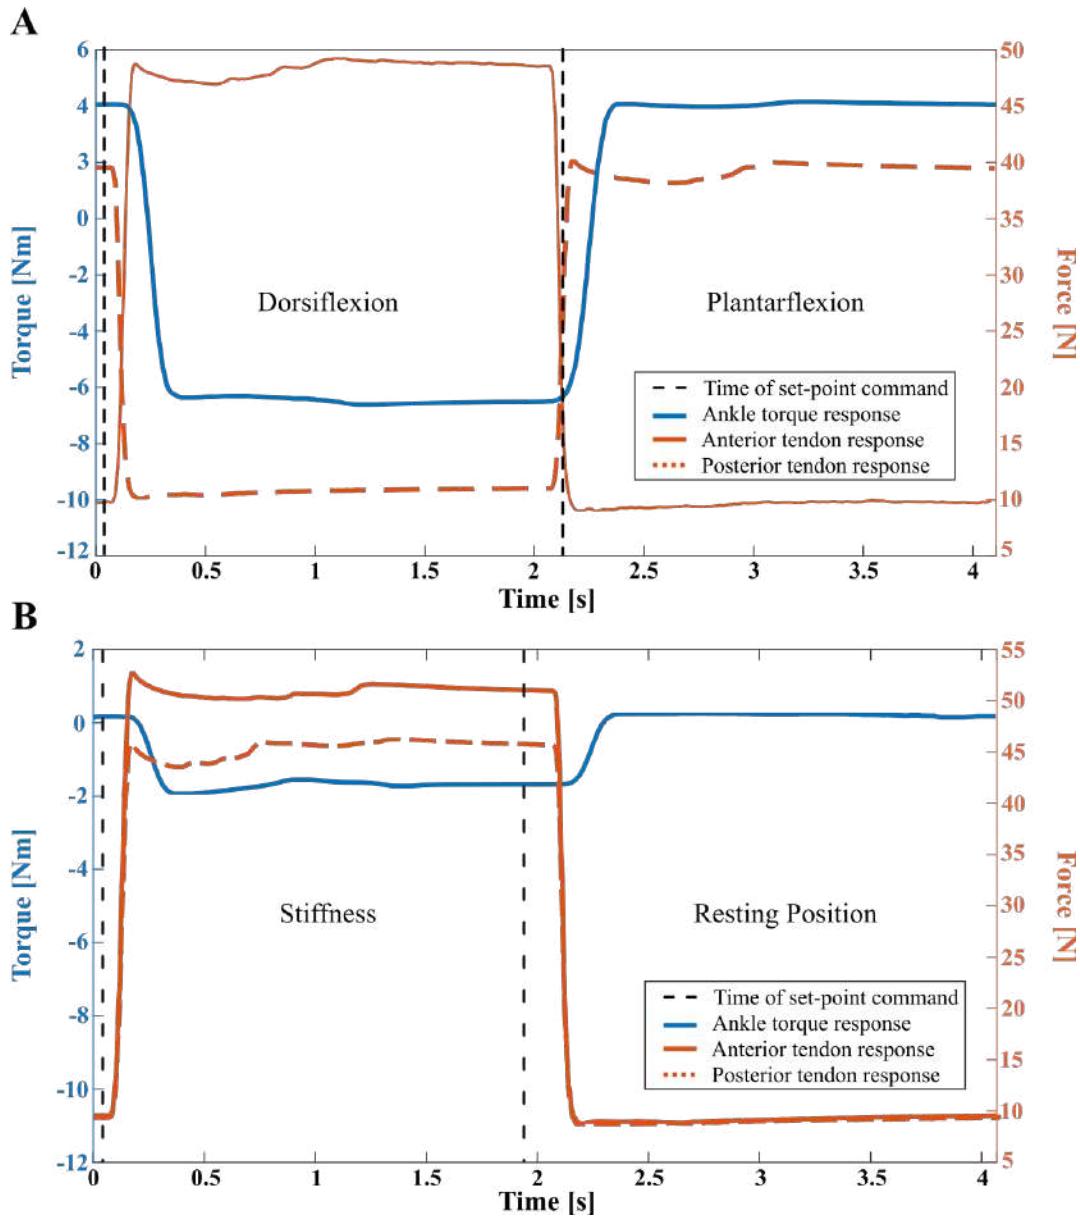 A
6
4
3
0
-2
-4
-6
-8
-10
-12
Torque [Nm]
50
45
40
35
30
25
20
15
10
5
Force [N]
Dorsiflexion
Plantarflexion
Time of set-point command
Ankle torque response
Anterior tendon response
Posterior tendon response
0 0.5 1 1.5 2 2.5 3 3.5 4
Time [s]
B
2
0
-2
-4
-6
-8
-10
-12
Torque [Nm]
55
50
45
40
35
30
25
20
15
10
5
Force [N]
Stiffness
Resting Position
Time of set-point command
Ankle torque response
Anterior tendon response
Posterior tendon response
0 0.5 1 1.5 2 2.5 3 3.5 4
Time [s]